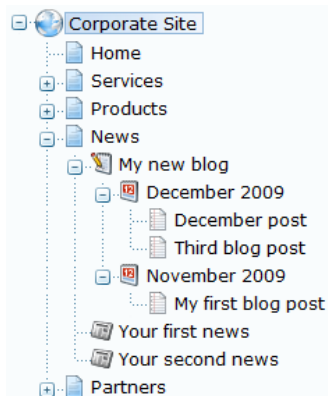 Corporate Site
Home
Services
Products
News
My new blog
December 2009
December post
Third blog post
November 2009
My first blog post
Your first news
Your second news
Partners